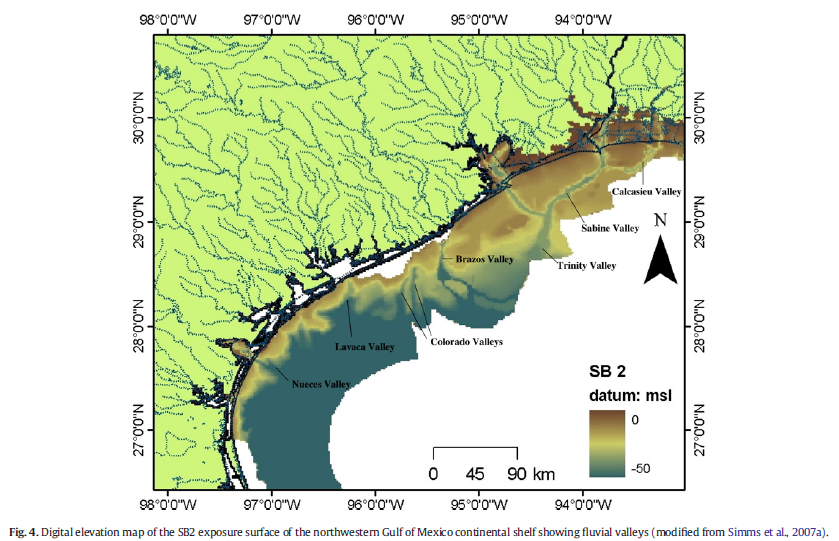 98°0'0"W 97°0'0"W 96°0'0"W 95°0'0"W 94°0'0"W
30°0'0"N
30°0'0"N
Calcasieu Valley
29°0'0"N
Sabine Valley
N
29°0'0"N
Brazos Valley
Trinity Valley
28°0'0"N
Lavaca Valley
Colorado Valleys
28°0'0"N
Nueces Valley
SB 2
datum: msl
0
-50
27°0'0"N
27°0'0"N
0 45 90 km
98°0'0"W 97°0'0"W 96°0'0"W 95°0'0"W 94°0'0"W
Fig. 4. Digital elevation map of the SB2 exposure surface of the northwestern Gulf of Mexico continental shelf showing fluvial valleys (modified from Simms et al., 2007a).